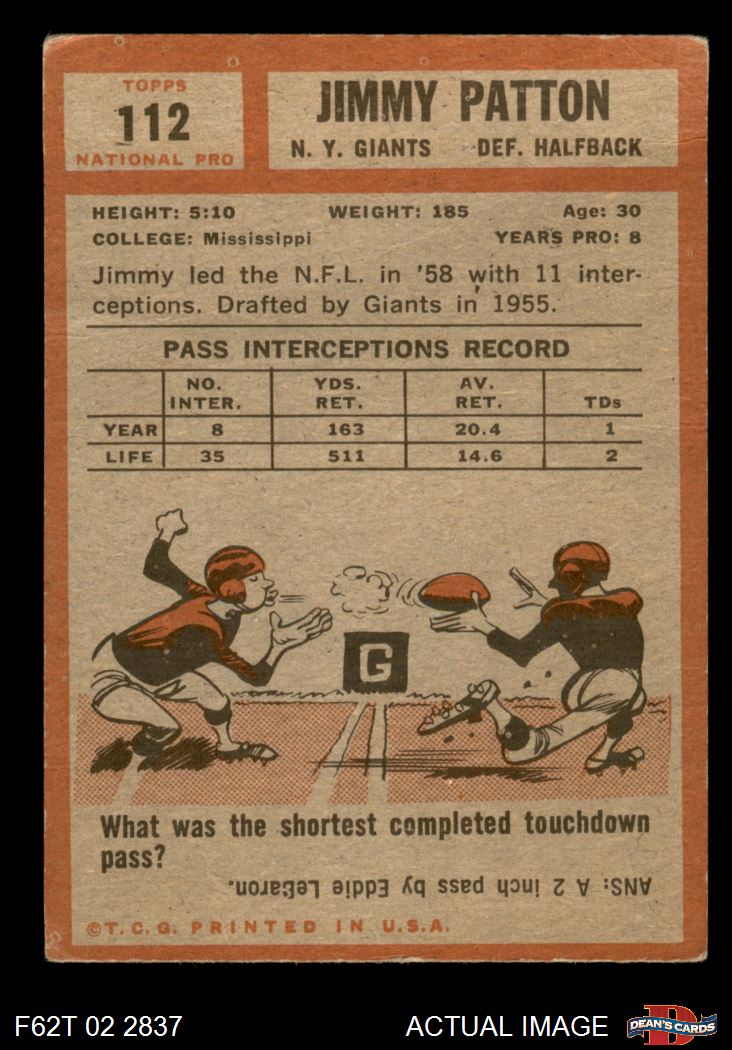 TOPPS
112
NATIONAL PRO
JIMMY PATTON
N. Y. GIANTS DEF. HALFBACK
HEIGHT: 5:10 WEIGHT: 185 Age: 30
COLLEGE: Mississippi YEARS PRO: 8
Jimmy led the N.F.L. in '58 with 11 inter-
ceptions. Drafted by Giants in 1955.
PASS INTERCEPTIONS RECORD
NO. INTER. YDS. RET. AV. RET. TDs
YEAR 8 163 20.4 1
LIFE 35 511 14.6 2
G
What was the shortest completed touchdown
pass?
ANS: A 2 inch pass by Eddie LeBaron.
©T.C.G. PRINTED IN U.S.A.
F62T 02 2837 ACTUAL IMAGE
D
DEAN'S CARDS